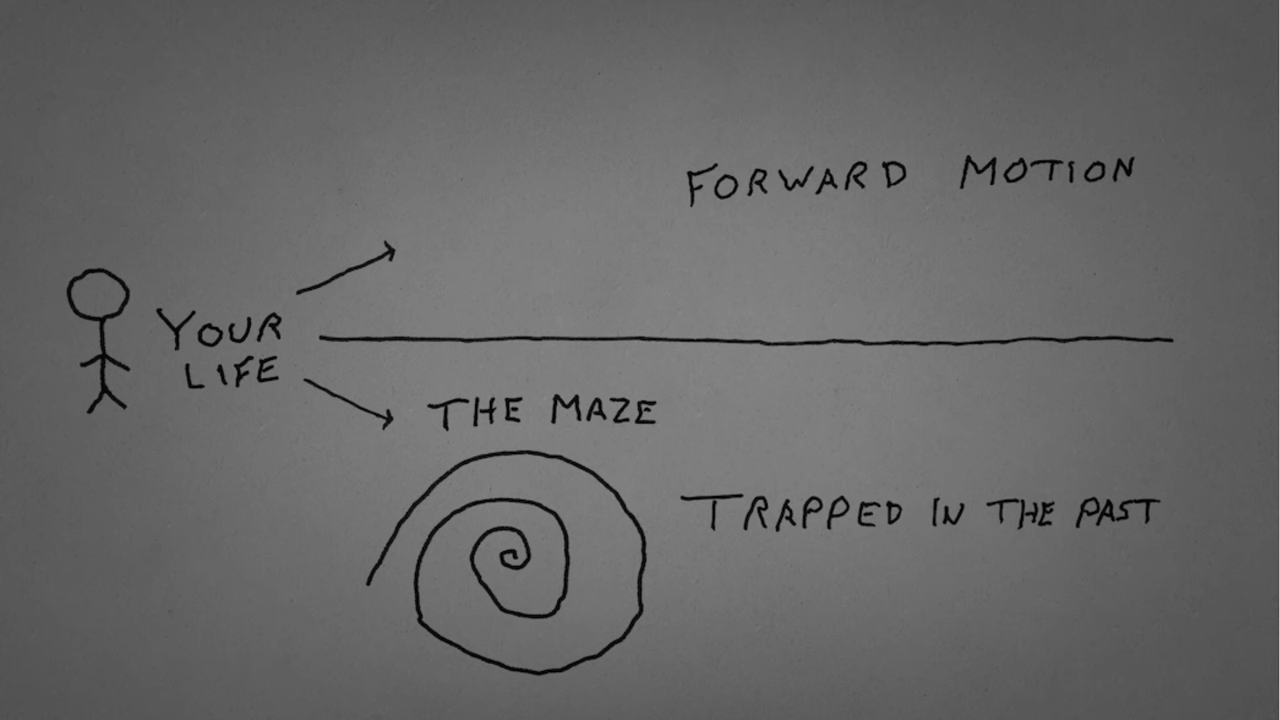 FORWARD MOTION
YOUR
LIFE
THE MAZE
TRAPPED IN THE PAST